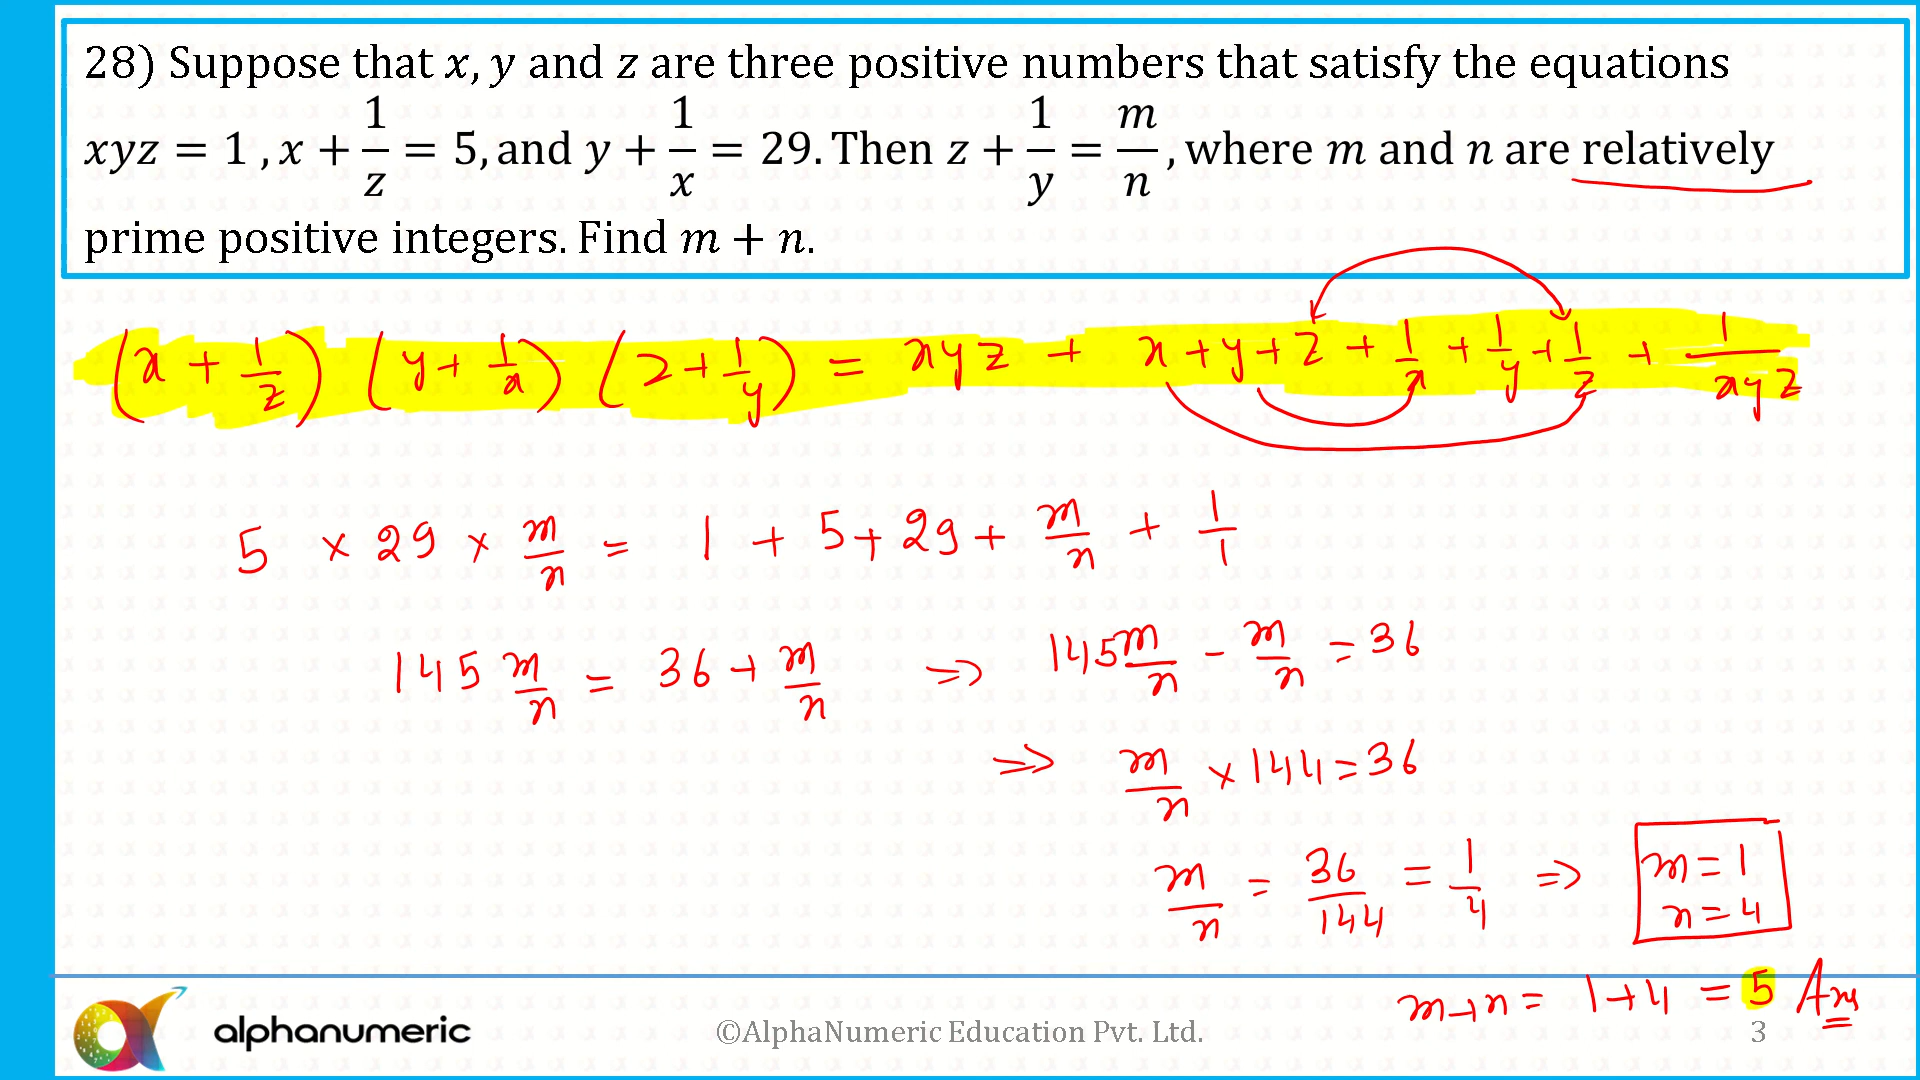 28) Suppose that x, y and z are three positive numbers that satisfy the equations
xyz = 1 , x + 1/z = 5, and y + 1/x = 29. Then z + 1/y = m/n , where m and n are relatively
prime positive integers. Find m + n.
(x + 1/z) (y + 1/x) (z + 1/y) = xyz + x + y + z + 1/x + 1/y + 1/z + 1/xyz
5 × 29 × m/n = 1 + 5 + 29 + m/n + 1/1
145 m/n = 36 + m/n ⇒ 145 m/n - m/n = 36
⇒ m/n × 144 = 36
m/n = 36/144 = 1/4 ⇒ m = 1
n = 4
m + n = 1 + 4 = 5 Ans
alphanumeric
©AlphaNumeric Education Pvt. Ltd.
3